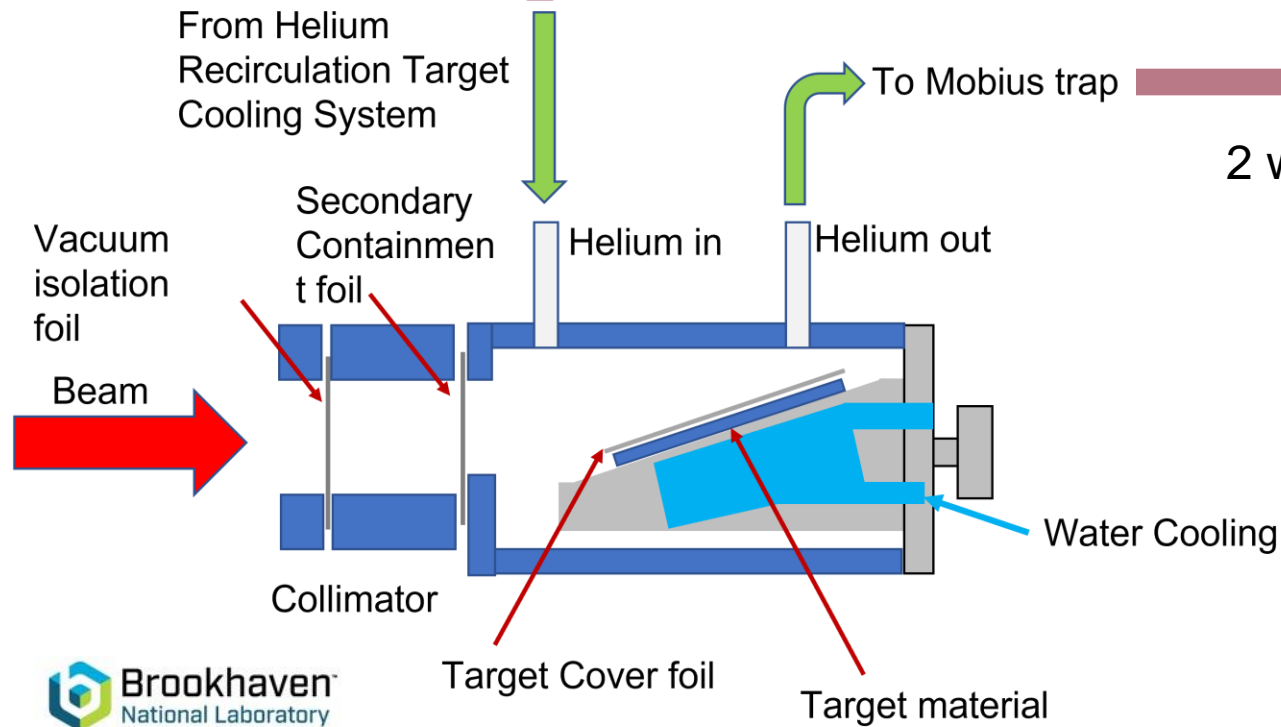 From Helium
Recirculation Target
Cooling System
To Mobius trap
2 w
Secondary
Containmen
t foil
Vacuum
isolation
foil
Helium in
Helium out
Beam
Water Cooling
Collimator
Target Cover foil
Target material
Brookhaven
National Laboratory